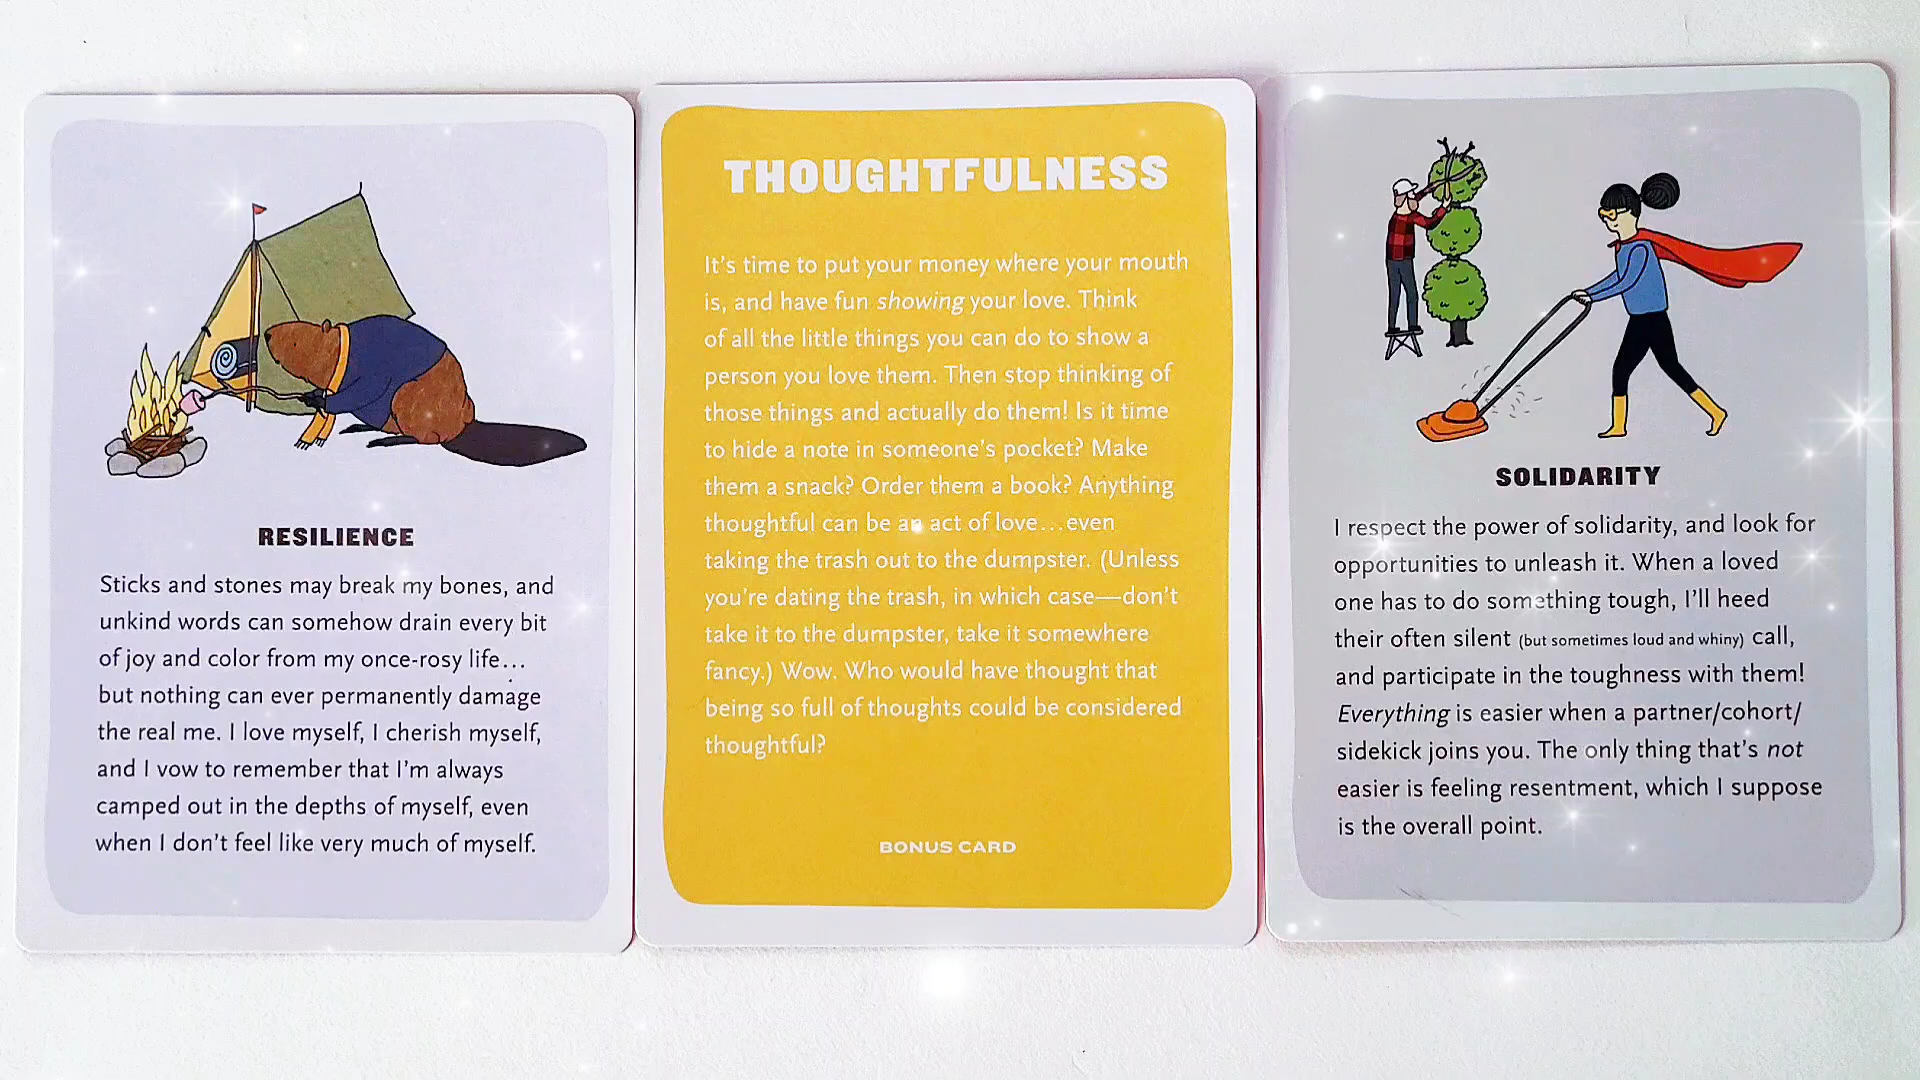 RESILIENCE
Sticks and stones may break my bones, and
unkind words can somehow drain every bit
of joy and color from my once-rosy life...
but nothing can ever permanently damage
the real me. I love myself, I cherish myself,
and I vow to remember that I'm always
camped out in the depths of myself, even
when I don't feel like very much of myself.
THOUGHTFULNESS
It's time to put your money where your mouth
is, and have fun showing your love. Think
of all the little things you can do to show a
person you love them. Then stop thinking of
those things and actually do them! Is it time
to hide a note in someone's pocket? Make
them a snack? Order them a book? Anything
thoughtful can be an act of love...even
taking the trash out to the dumpster. (Unless
you're dating the trash, in which case—don't
take it to the dumpster, take it somewhere
fancy.) Wow. Who would have thought that
being so full of thoughts could be considered
thoughtful?
BONUS CARD
SOLIDARITY
I respect the power of solidarity, and look for
opportunities to unleash it. When a loved
one has to do something tough, I'll heed
their often silent (but sometimes loud and whiny) call,
and participate in the toughness with them!
Everything is easier when a partner/cohort/
sidekick joins you. The only thing that's not
easier is feeling resentment, which I suppose
is the overall point.